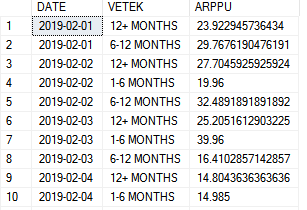 DATE VETEK ARPPU
1 2019-02-01 12+ MONTHS 23.922945736434
2 2019-02-01 6-12 MONTHS 29.7676190476191
3 2019-02-02 12+ MONTHS 27.7045925925924
4 2019-02-02 1-6 MONTHS 19.96
5 2019-02-02 6-12 MONTHS 32.4891891891892
6 2019-02-03 12+ MONTHS 25.2051612903225
7 2019-02-03 1-6 MONTHS 39.96
8 2019-02-03 6-12 MONTHS 16.4102857142857
9 2019-02-04 12+ MONTHS 14.8043636363636
10 2019-02-04 1-6 MONTHS 14.985